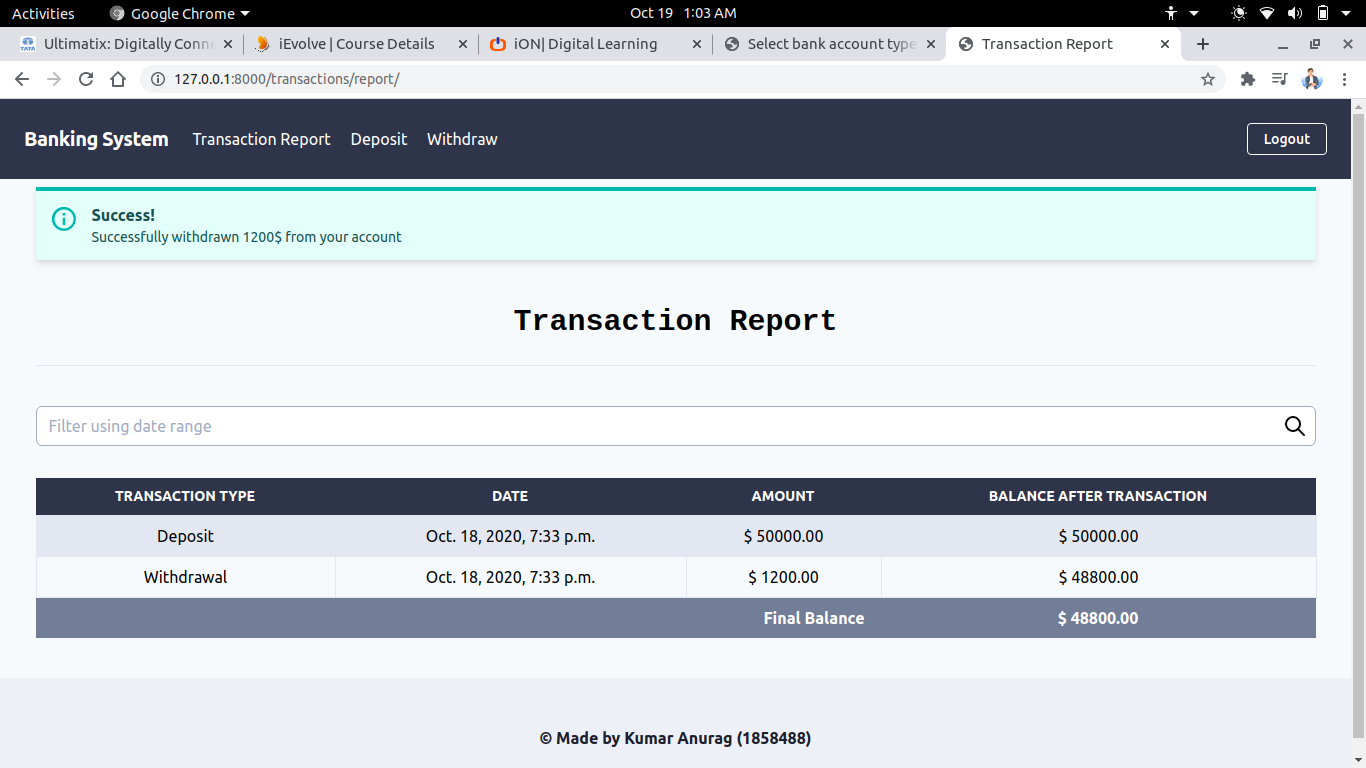 Activities Google Chrome Oct 19 1:03 AM
Ultimatix: Digitally Conne iEvolve | Course Details iON| Digital Learning Select bank account type Transaction Report
127.0.0.1:8000/transactions/report/
Banking System Transaction Report Deposit Withdraw Logout
Success!
Successfully withdrawn 1200$ from your account
Transaction Report
Filter using date range
TRANSACTION TYPE DATE AMOUNT BALANCE AFTER TRANSACTION
Deposit Oct. 18, 2020, 7:33 p.m. $ 50000.00 $ 50000.00
Withdrawal Oct. 18, 2020, 7:33 p.m. $ 1200.00 $ 48800.00
Final Balance $ 48800.00
© Made by Kumar Anurag (1858488)